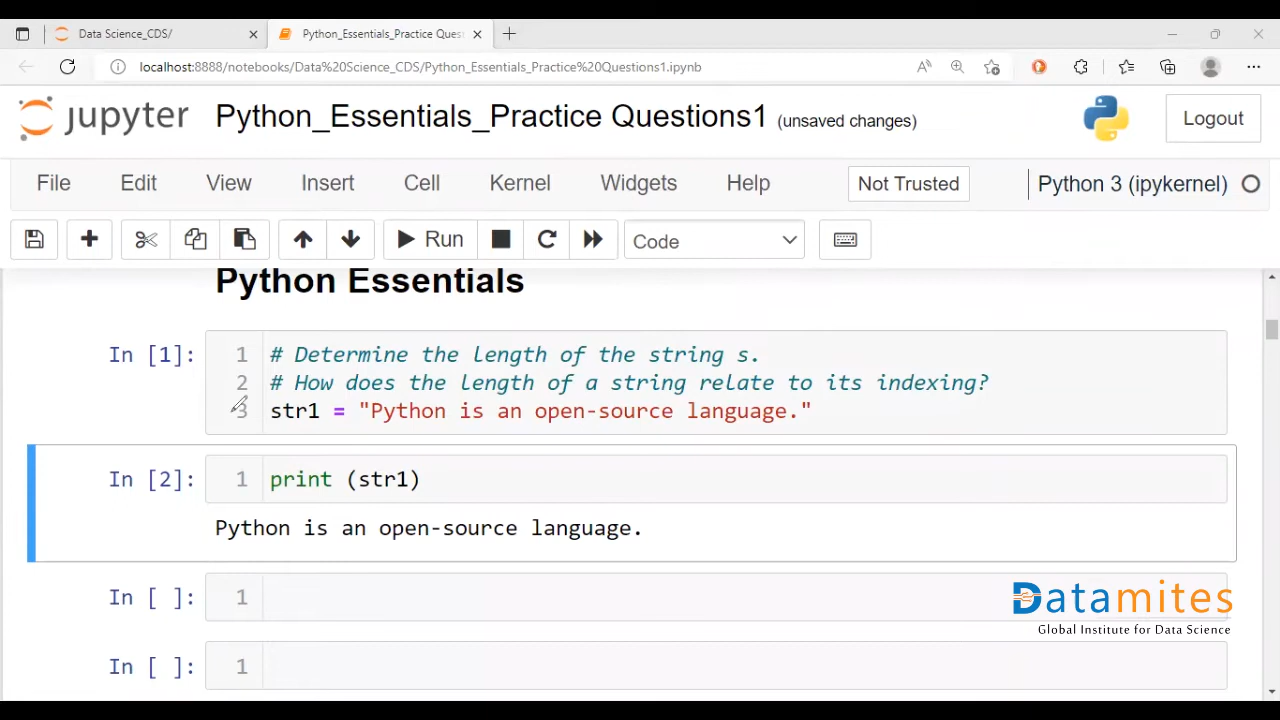 Data Science_CDS/
Python_Essentials_Practice Ques
localhost:8888/notebooks/Data%20Science_CDS/Python_Essentials_Practice%20Questions1.ipynb
jupyter Python_Essentials_Practice Questions1 (unsaved changes) Logout
File Edit View Insert Cell Kernel Widgets Help Not Trusted Python 3 (ipykernel)
Run Code
Python Essentials
In [1]: 1 # Determine the length of the string s.
2 # How does the length of a string relate to its indexing?
3 str1 = "Python is an open-source language."
In [2]: 1 print (str1)
Python is an open-source language.
In [ ]: 1
Datamites
Global Institute for Data Science
In [ ]: 1